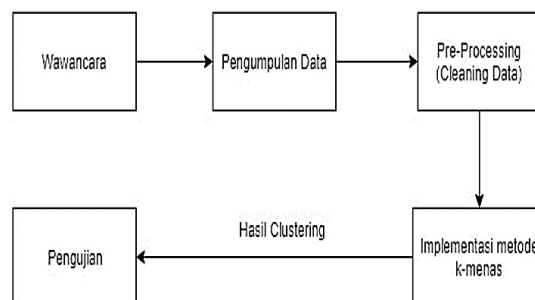 Wawancara
Pengumpulan Data
Pre-Processing
(Cleaning Data)
Implementasi metode
k-menas
Hasil Clustering
Pengujian